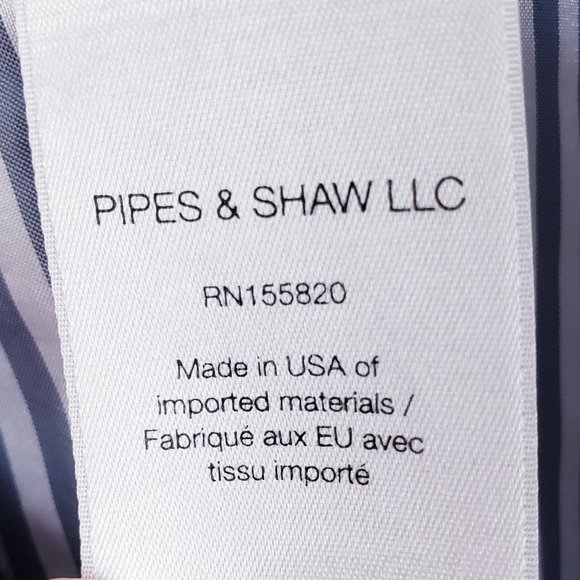 PIPES & SHAW LLC
RN155820
Made in USA of
imported materials /
Fabriqué aux EU avec
tissu importé